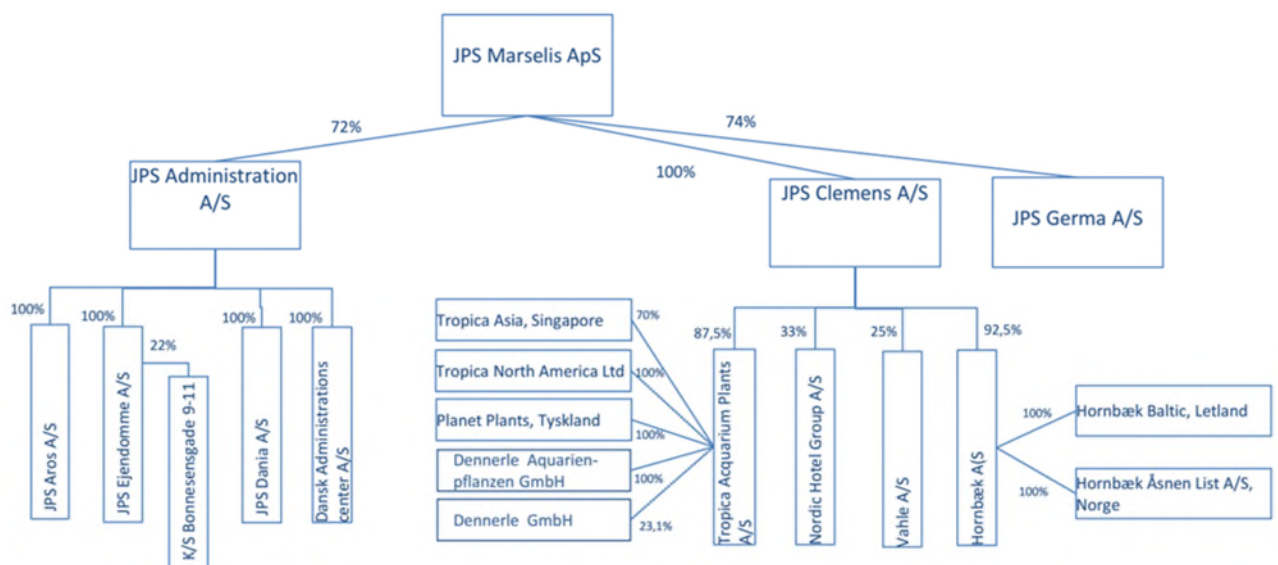 JPS Marselis ApS
72%
74%
100%
JPS Administration
A/S
JPS Clemens A/S
JPS Germa A/S
100%
100%
100%
100%
22%
JPS Aros A/S
JPS Ejendomme A/S
K/S Bonnesensgade 9-11
JPS Dania A/S
Dansk Administrations
center A/S
Tropica Asia, Singapore
70%
Tropica North America Ltd
100%
Planet Plants, Tyskland
100%
Dennerle Aquarien-
pflanzen GmbH
100%
Dennerle GmbH
23,1%
87,5%
33%
25%
92,5%
Tropica Acquarium Plants
A/S
Nordic Hotel Group A/S
Vahle A/S
Hornbæk A(S
100%
Hornbæk Baltic, Letland
100%
Hornbæk Åsnen List A/S,
Norge